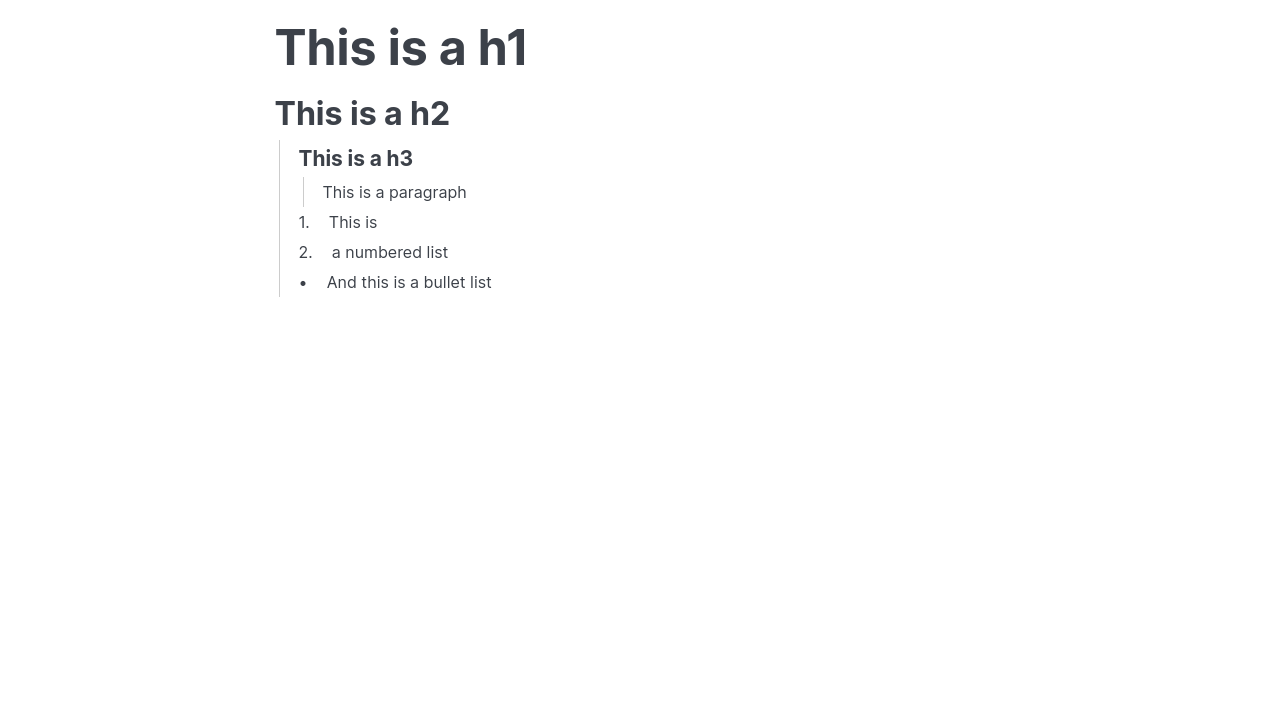 This is a h1
This is a h2
This is a h3
This is a paragraph
1. This is
2. a numbered list
• And this is a bullet list